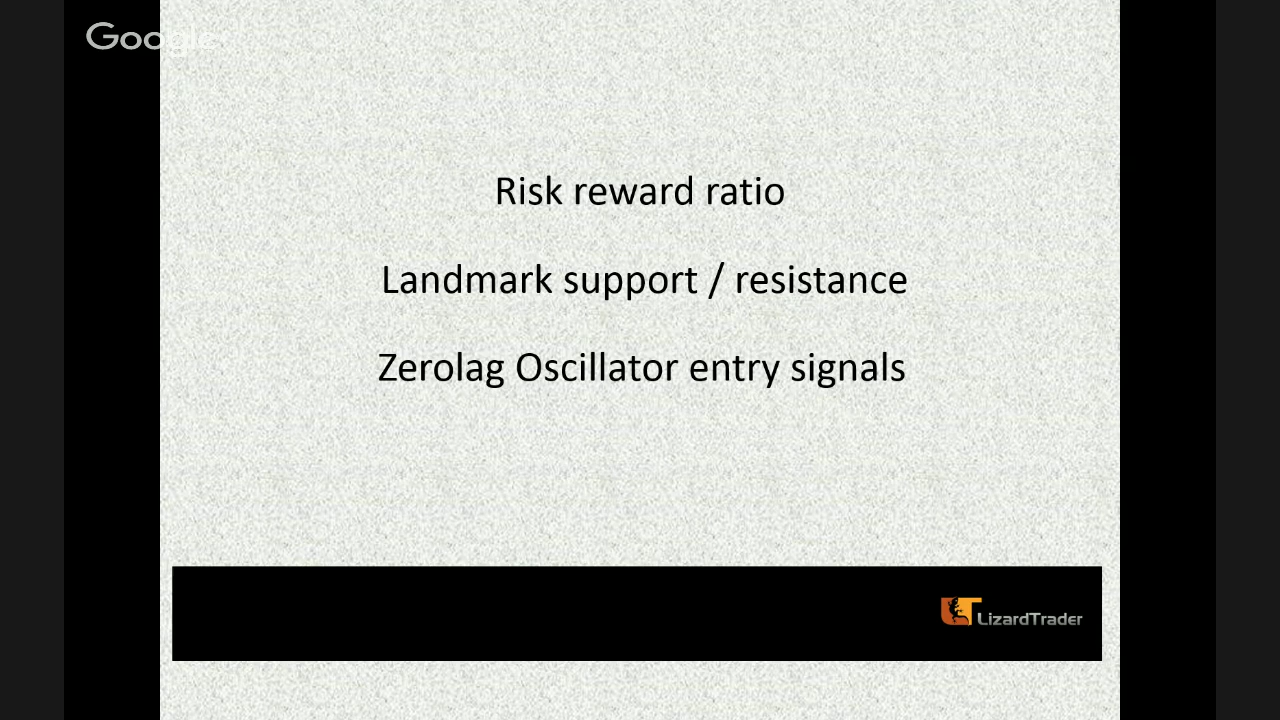 Google
Risk reward ratio
Landmark support / resistance
Zerolag Oscillator entry signals
LizardTrader